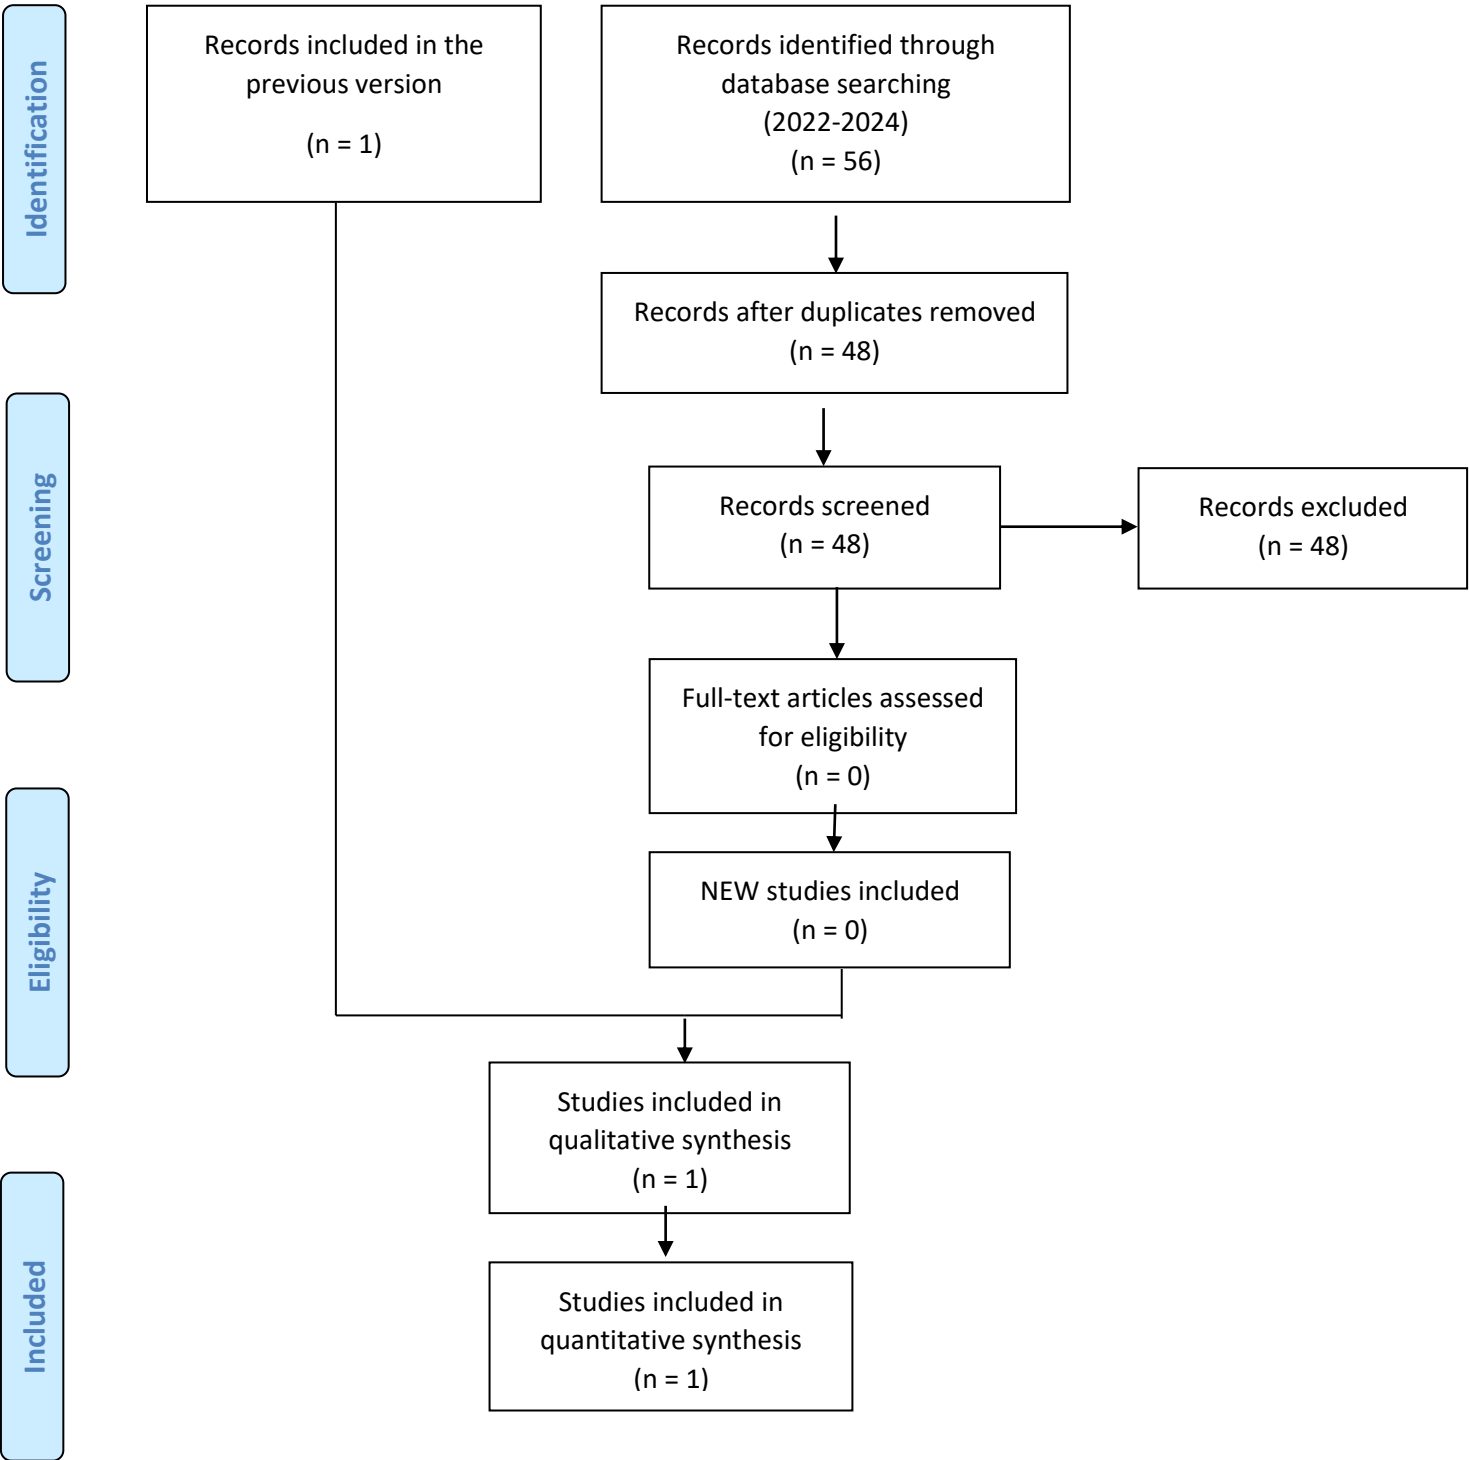 Identification
Records included in the
previous version
(n = 1)
Records identified through
database searching
(2022-2024)
(n = 56)
Records after duplicates removed
(n = 48)
Screening
Records screened
(n = 48)
Records excluded
(n = 48)
Full-text articles assessed
for eligibility
(n = 0)
Eligibility
NEW studies included
(n = 0)
Studies included in
qualitative synthesis
(n = 1)
Included
Studies included in
quantitative synthesis
(n = 1)